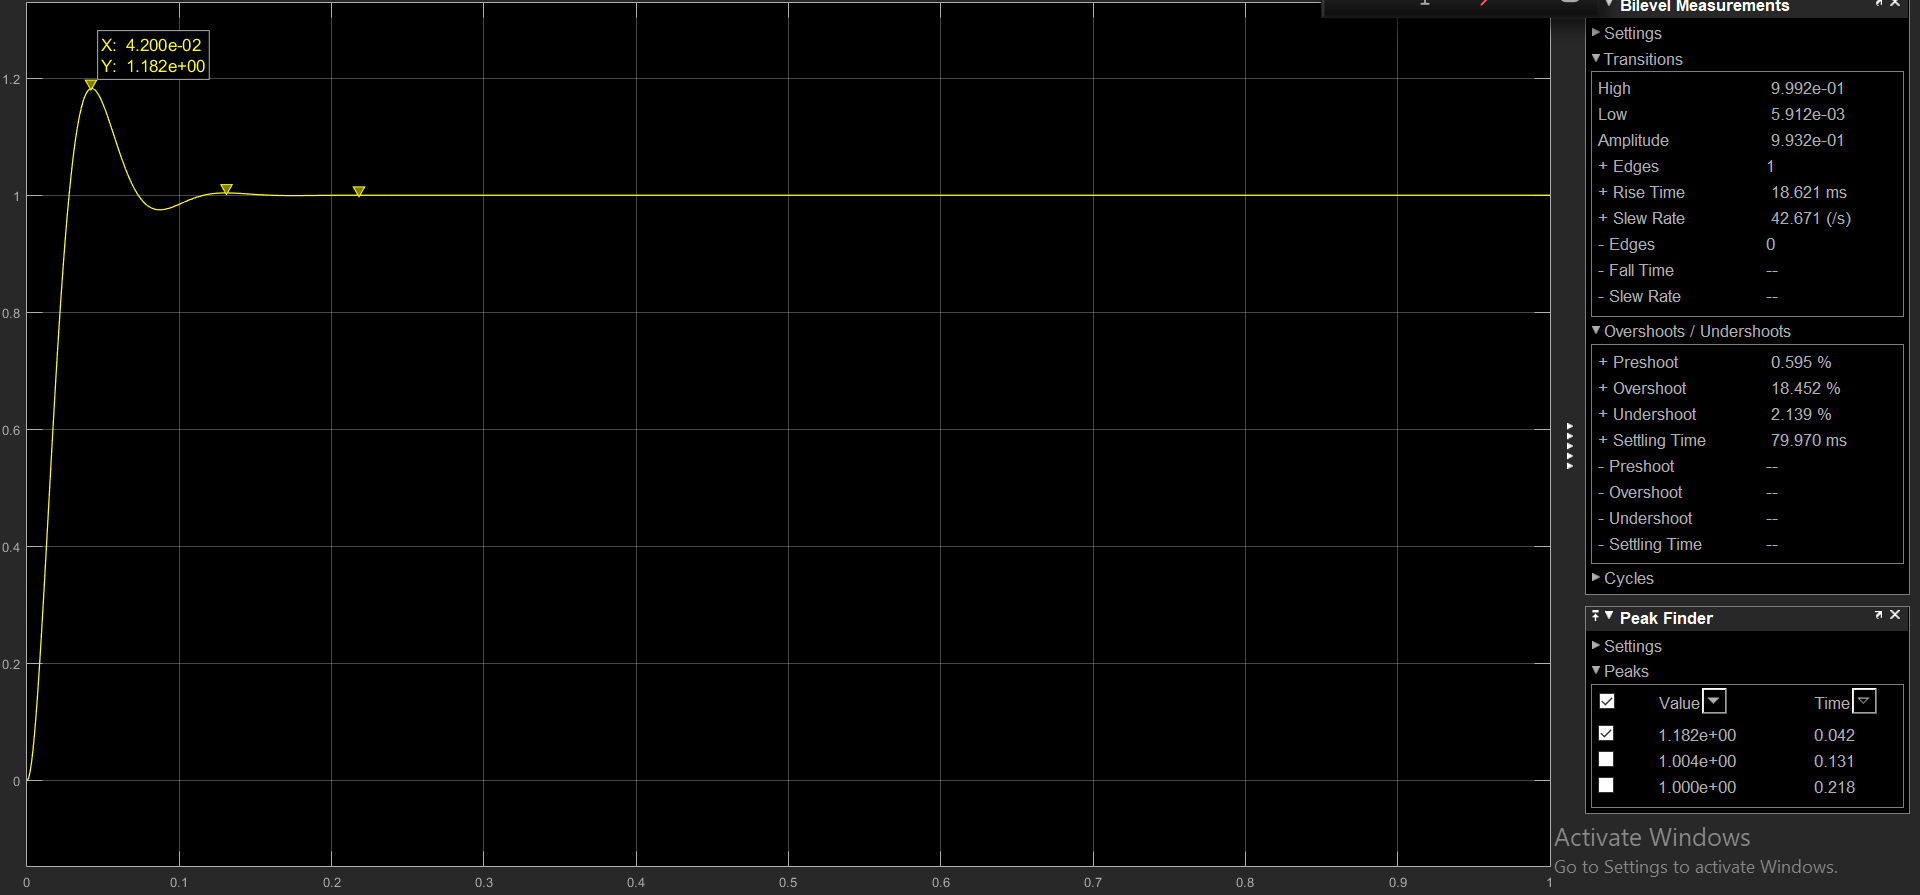 X: 4.200e-02
Y: 1.182e+00
1.2
1
0.8
0.6
0.4
0.2
0
0 0.1 0.2 0.3 0.4 0.5 0.6 0.7 0.8 0.9 1
Bilevel Measurements
Settings
Transitions
High 9.992e-01
Low 5.912e-03
Amplitude 9.932e-01
+ Edges 1
+ Rise Time 18.621 ms
+ Slew Rate 42.671 (/s)
- Edges 0
- Fall Time --
- Slew Rate --
Overshoots / Undershoots
+ Preshoot 0.595 %
+ Overshoot 18.452 %
+ Undershoot 2.139 %
+ Settling Time 79.970 ms
- Preshoot --
- Overshoot --
- Undershoot --
- Settling Time --
Cycles
Peak Finder
Settings
Peaks
Value Time
1.182e+00 0.042
1.004e+00 0.131
1.000e+00 0.218
Activate Windows
Go to Settings to activate Windows.